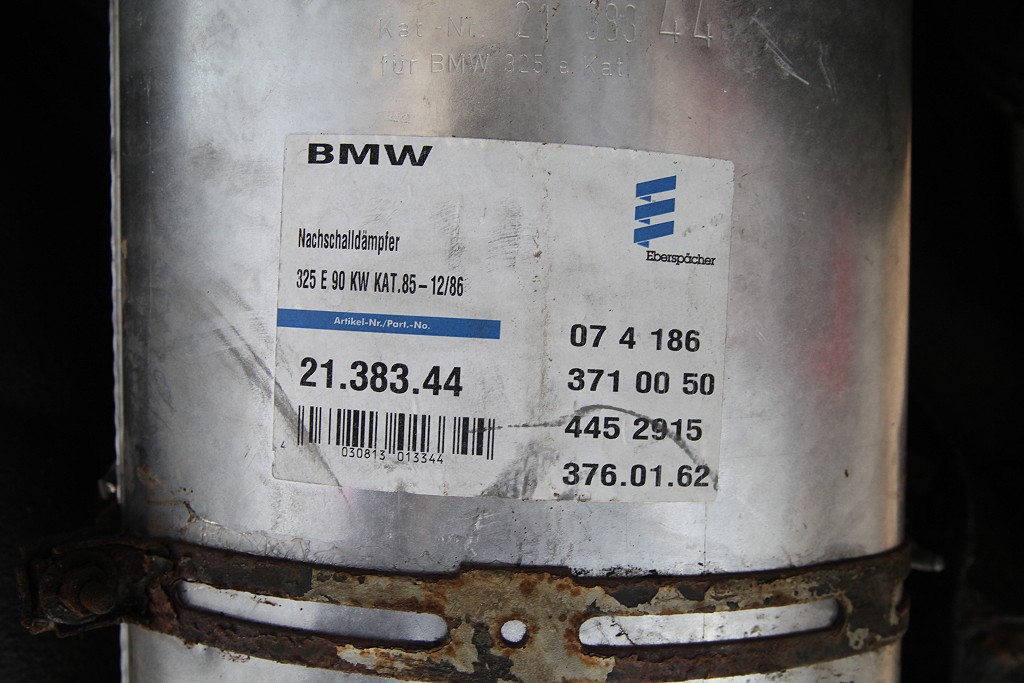 Kat-Nr. 21 383 44
für BMW 325 e. Kat.
BMW
Eberspächer
Nachschalldämpfer
325 E 90 KW KAT.85-12/86
Artikel-Nr./Part.-No.
21.383.44
4 030813 013344
07 4 186
371 00 50
445 2915
376.01.62